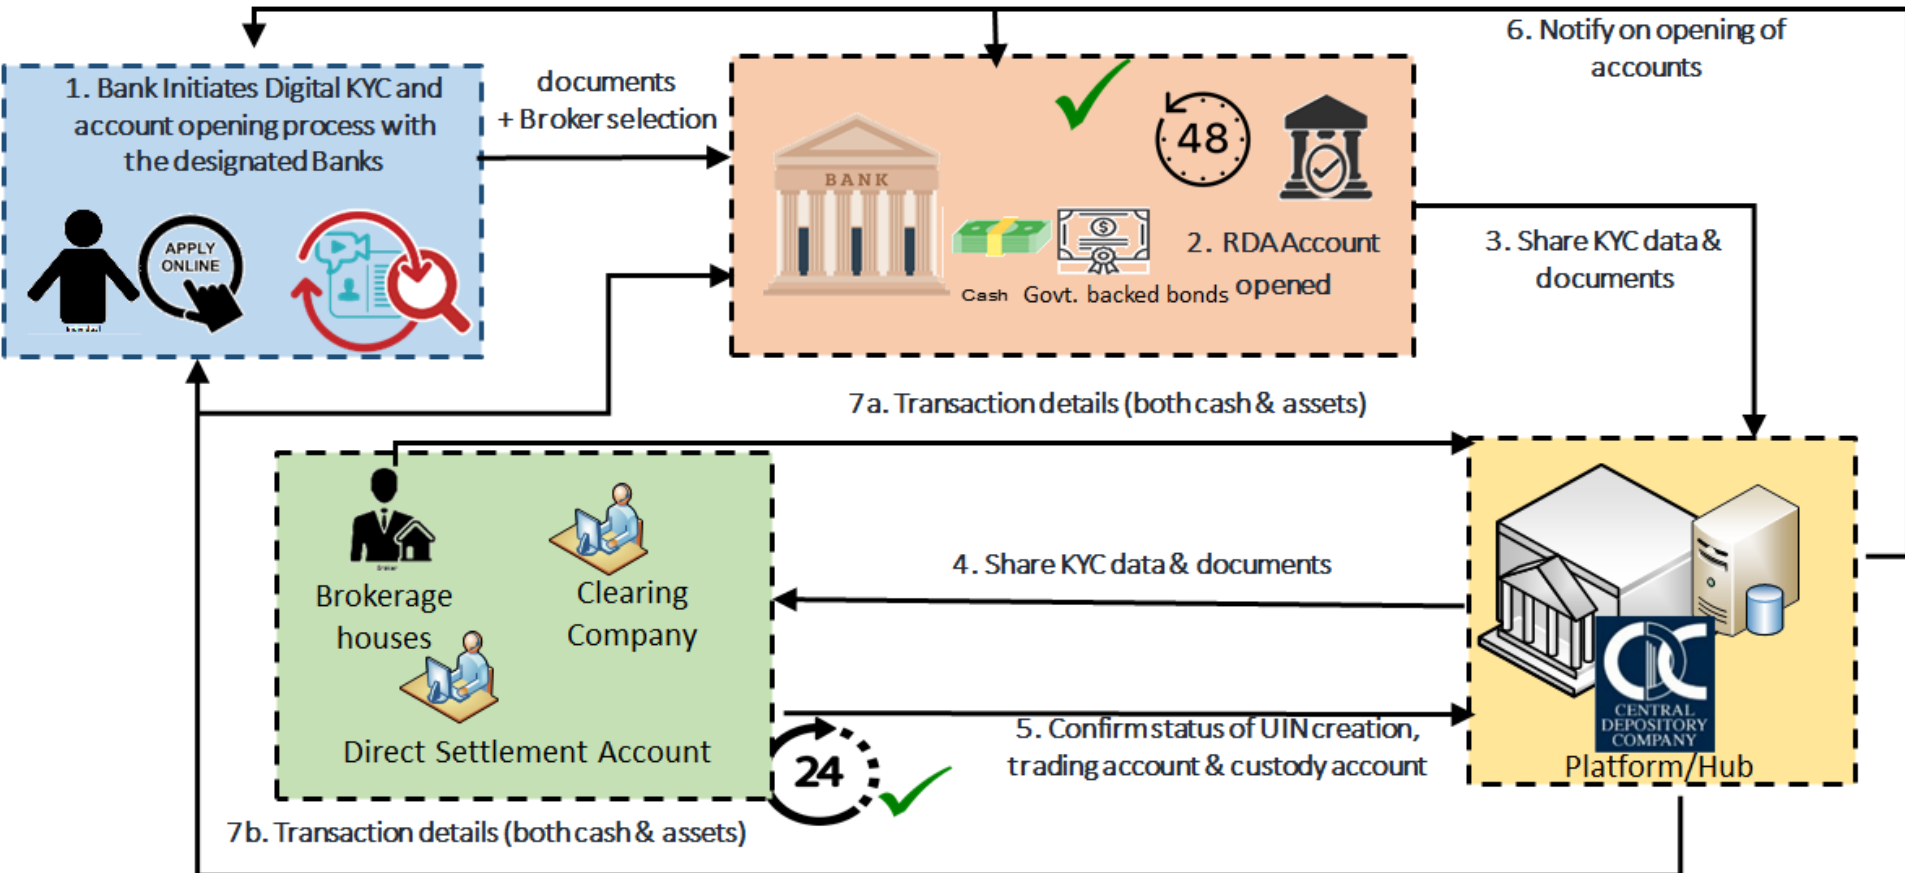 6. Notify on opening of
accounts
1. Bank Initiates Digital KYC and
account opening process with
the designated Banks
APPLY
ONLINE
documents
+ Broker selection
BANK
48
Cash
Govt. backed bonds
2. RDA Account
opened
3. Share KYC data &
documents
7a. Transaction details (both cash & assets)
Brokerage
houses
Clearing
Company
Direct Settlement Account
4. Share KYC data & documents
24
5. Confirm status of UIN creation,
trading account & custody account
CDC
CENTRAL
DEPOSITORY
COMPANY
Platform/Hub
7b. Transaction details (both cash & assets)